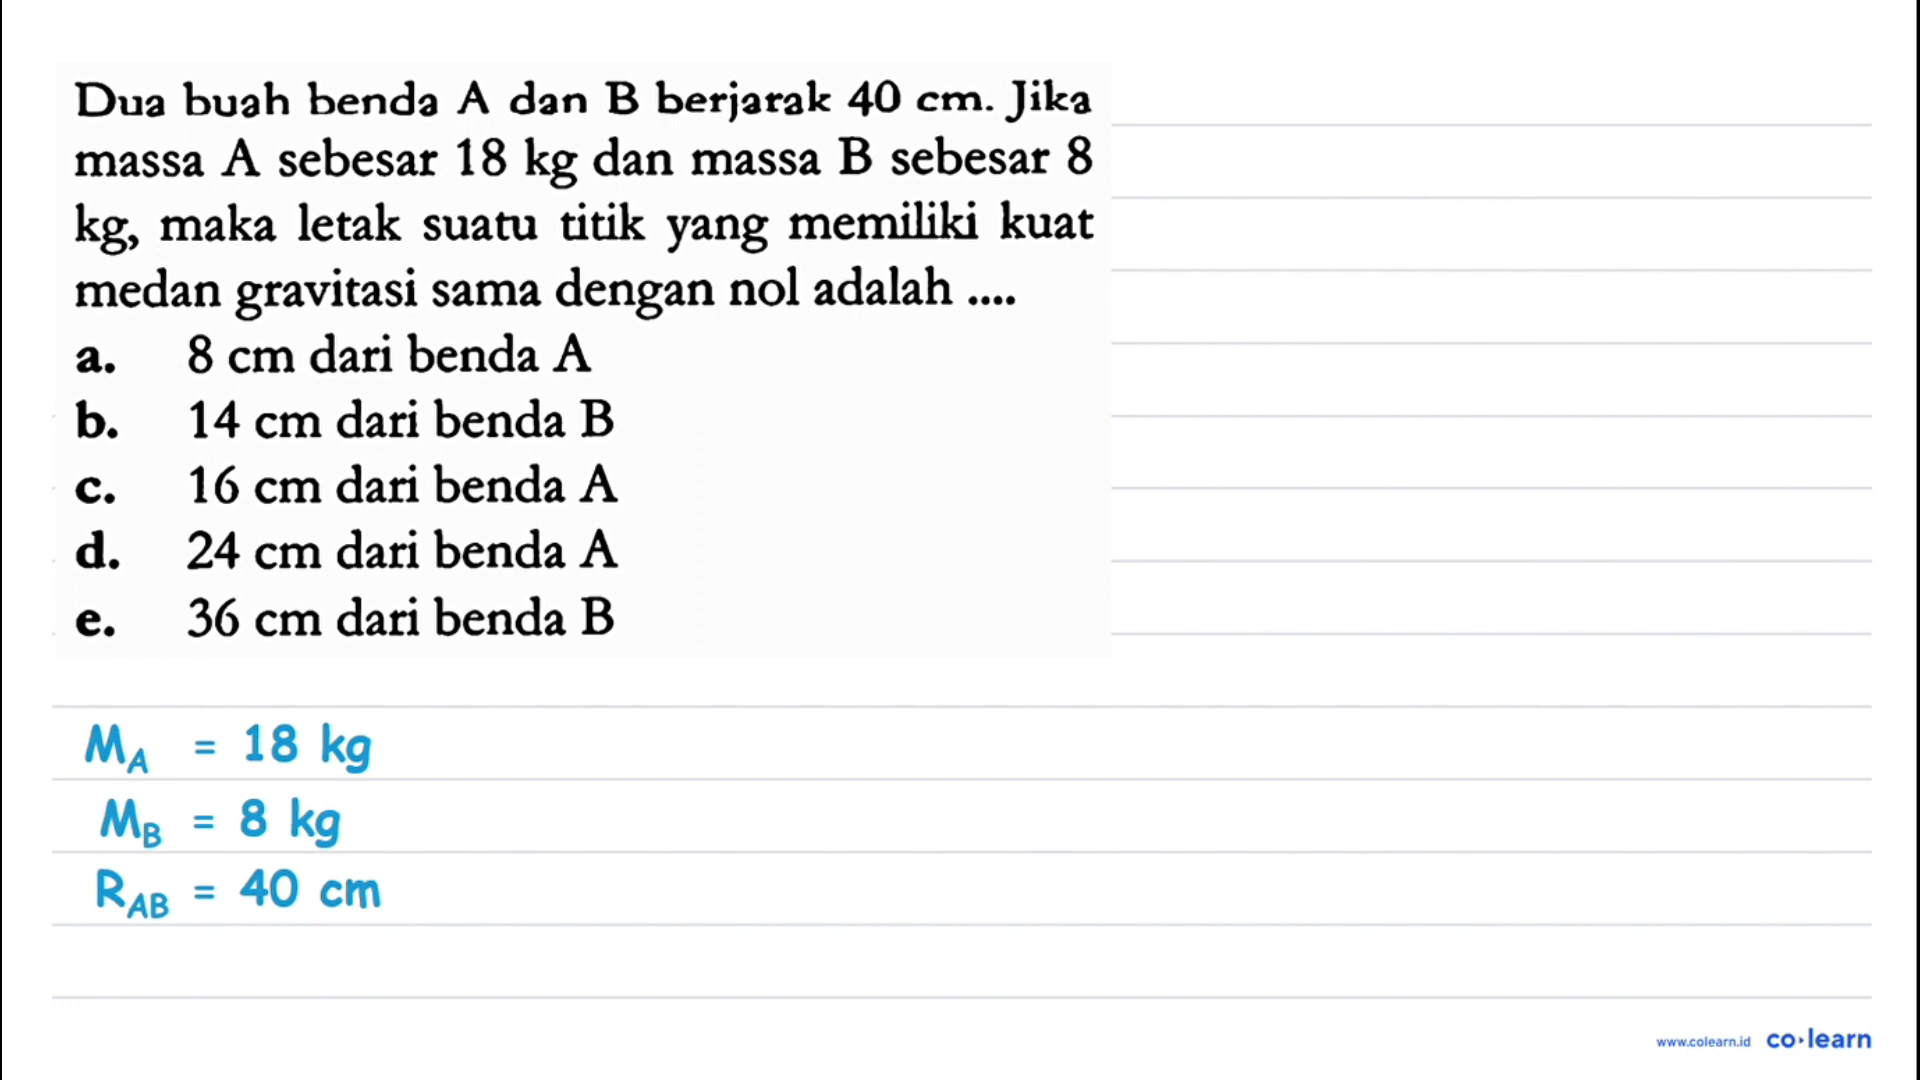 Dua buah benda A dan B berjarak 40 cm. Jika
massa A sebesar 18 kg dan massa B sebesar 8
kg, maka letak suatu titik yang memiliki kuat
medan gravitasi sama dengan nol adalah ....
a. 8 cm dari benda A
b. 14 cm dari benda B
c. 16 cm dari benda A
d. 24 cm dari benda A
e. 36 cm dari benda B
M_A = 18 kg
M_B = 8 kg
R_AB = 40 cm
www.colearn.id co·learn